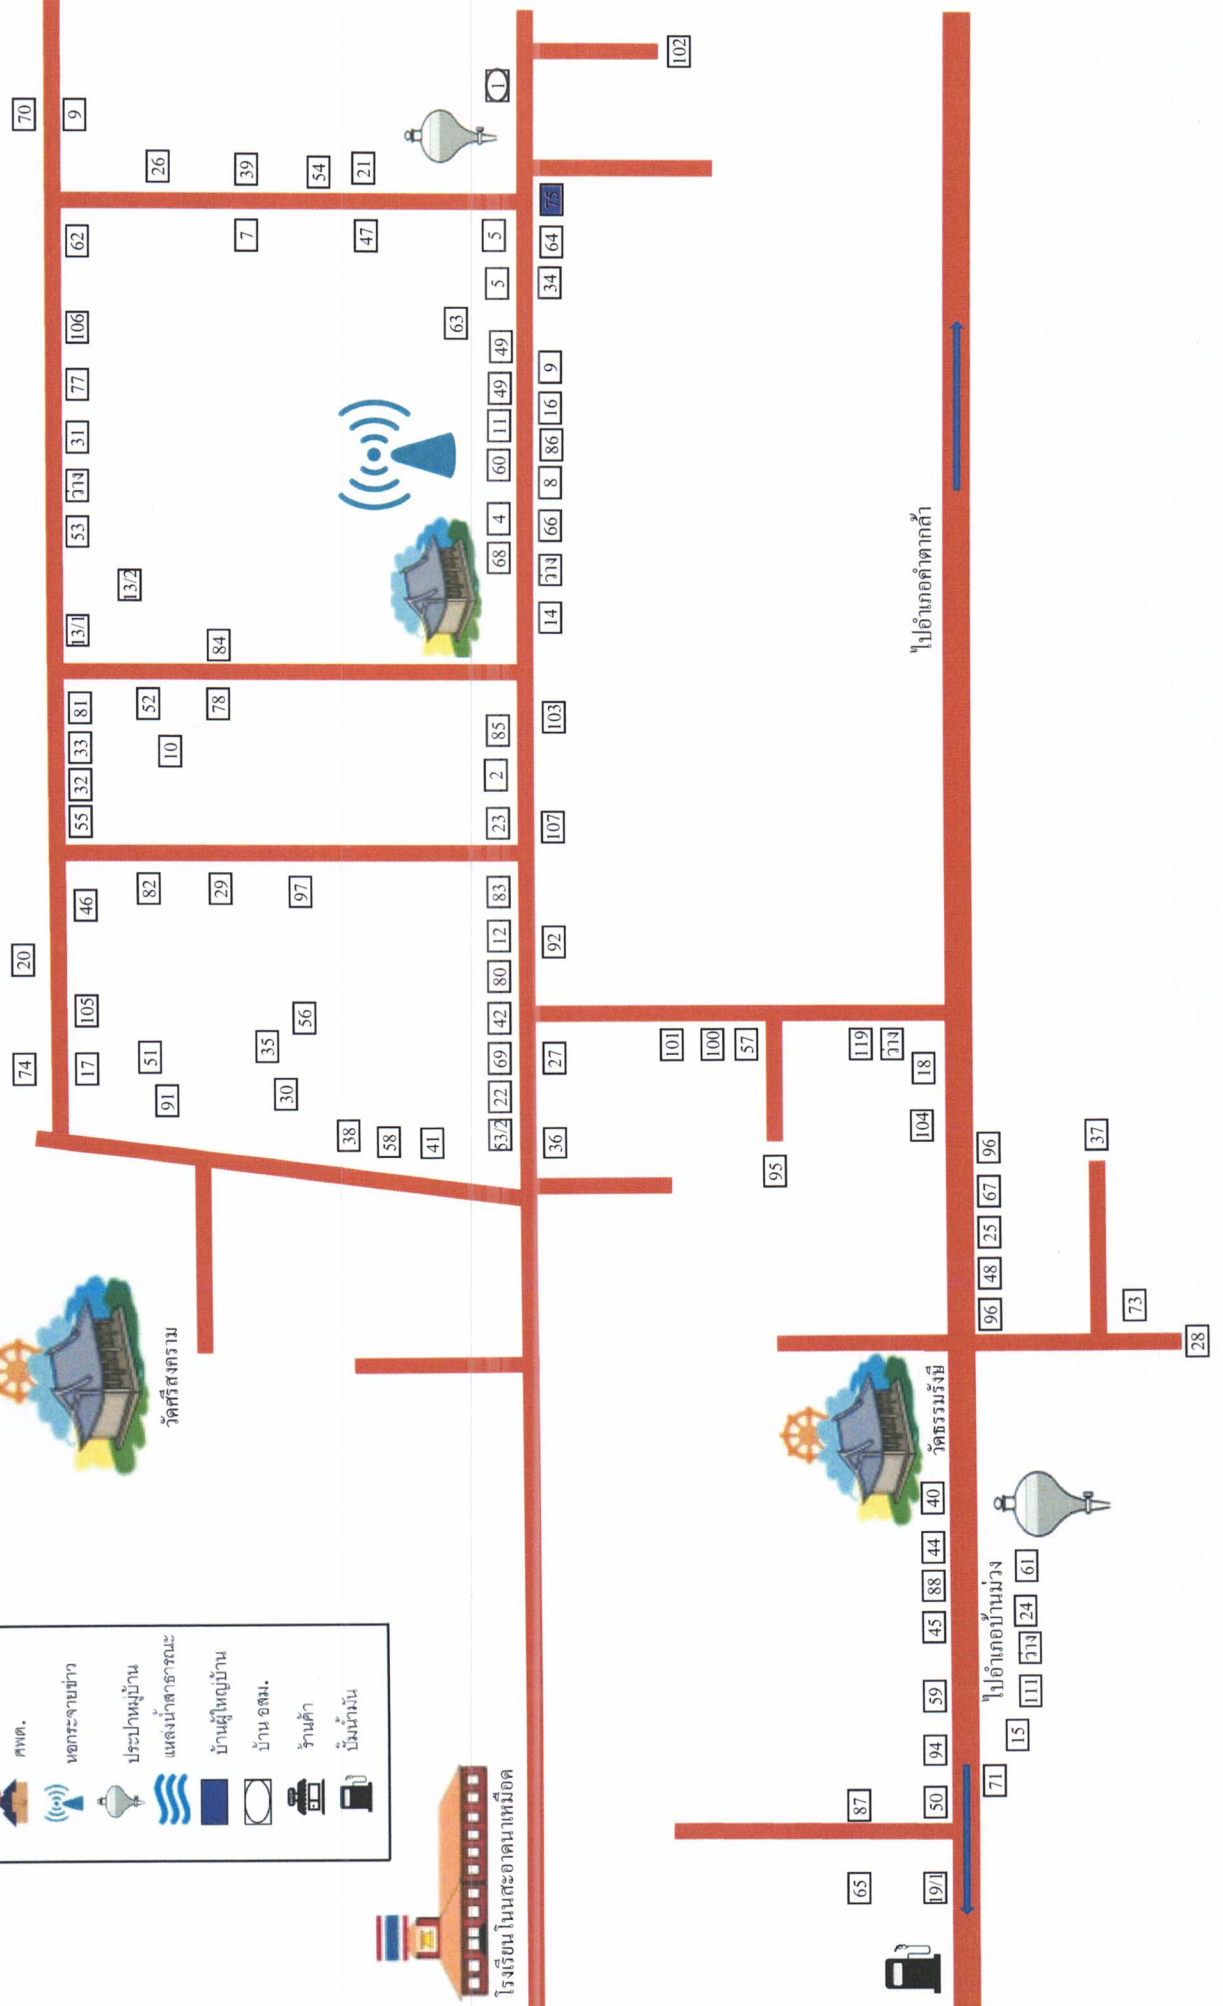 ศพด.
หอกระจายข่าว
ประปาหมู่บ้าน
แหล่งน้ำสาธารณะ
บ้านผู้ใหญ่บ้าน
บ้าน อสม.
ร้านค้า
ปั้มน้ำมัน
74 20 70
17 105 46 55 32 33 81 13/1 53 ว่าง 31 77 106 62 9
13/2
วัดศรีสงคราม
91 51 82 10 52 26
29 78 84 7 39
30 35 56 97 54
38 47 21
58
41 63
โรงเรียนโนนสะอาดนาเหมือด
53/2 22 69 42 80 12 83 23 2 85 68 4 60 11 49 49 5 5 1
36 27 92 107 103 14 ว่าง 66 8 86 16 9 34 64 75
101 102
100
57
95
65 87 119
ว่าง
19/1 50 94 59 45 88 44 40
วัดธรรมรังษี
104 18
ไปอำเภอคำตากล้า
71
ไปอำเภอบ้านม่วง
96 48 25 67 96
15 111 ว่าง 24 61
37
73
28